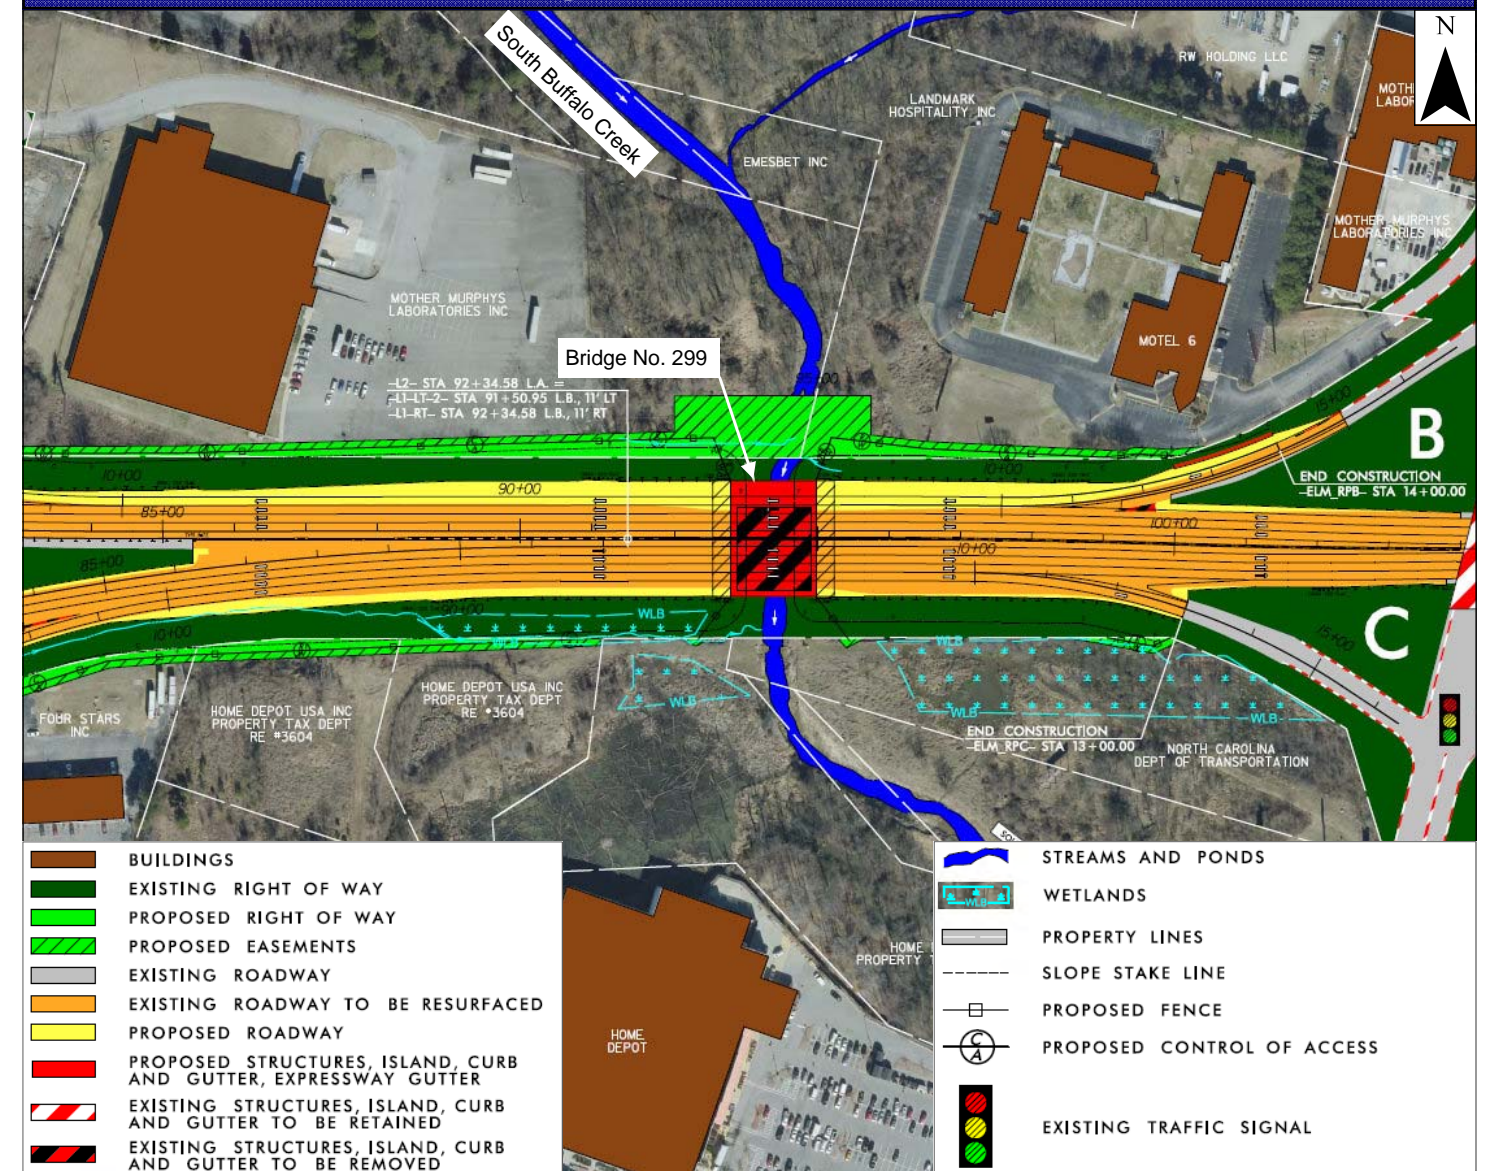 N
South Buffalo Creek
RW HOLDING LLC
LANDMARK
HOSPITALITY INC
EMESBET INC
MOTHER MURPHYS
LABORATORIES INC
MOTHER MURPHYS
LABORATORIES INC
MOTEL 6
Bridge No. 299
-L2- STA 92+34.58 L.A. =
-L1-LT-2- STA 91+50.95 L.B., 11' LT
-L1-RT- STA 92+34.58 L.B., 11' RT
B
END CONSTRUCTION
-ELM_RPB- STA 14+00.00
15+00
10+00
10+00
90+00
85+00
100+00
10+00
85+00
90+00
10+00
15+00
C
WLB
WLB
WLB
WLB
WLB
WLB
FOUR STARS
INC
HOME DEPOT USA INC
PROPERTY TAX DEPT
RE #3604
HOME DEPOT USA INC
PROPERTY TAX DEPT
RE #3604
END CONSTRUCTION
-ELM_RPC- STA 13+00.00
NORTH CAROLINA
DEPT OF TRANSPORTATION
HOME
DEPOT
HOME
PROPERTY
BUILDINGS
EXISTING RIGHT OF WAY
PROPOSED RIGHT OF WAY
PROPOSED EASEMENTS
EXISTING ROADWAY
EXISTING ROADWAY TO BE RESURFACED
PROPOSED ROADWAY
PROPOSED STRUCTURES, ISLAND, CURB
AND GUTTER, EXPRESSWAY GUTTER
EXISTING STRUCTURES, ISLAND, CURB
AND GUTTER TO BE RETAINED
EXISTING STRUCTURES, ISLAND, CURB
AND GUTTER TO BE REMOVED
STREAMS AND PONDS
WLB
WETLANDS
PROPERTY LINES
SLOPE STAKE LINE
PROPOSED FENCE
C
A
PROPOSED CONTROL OF ACCESS
EXISTING TRAFFIC SIGNAL